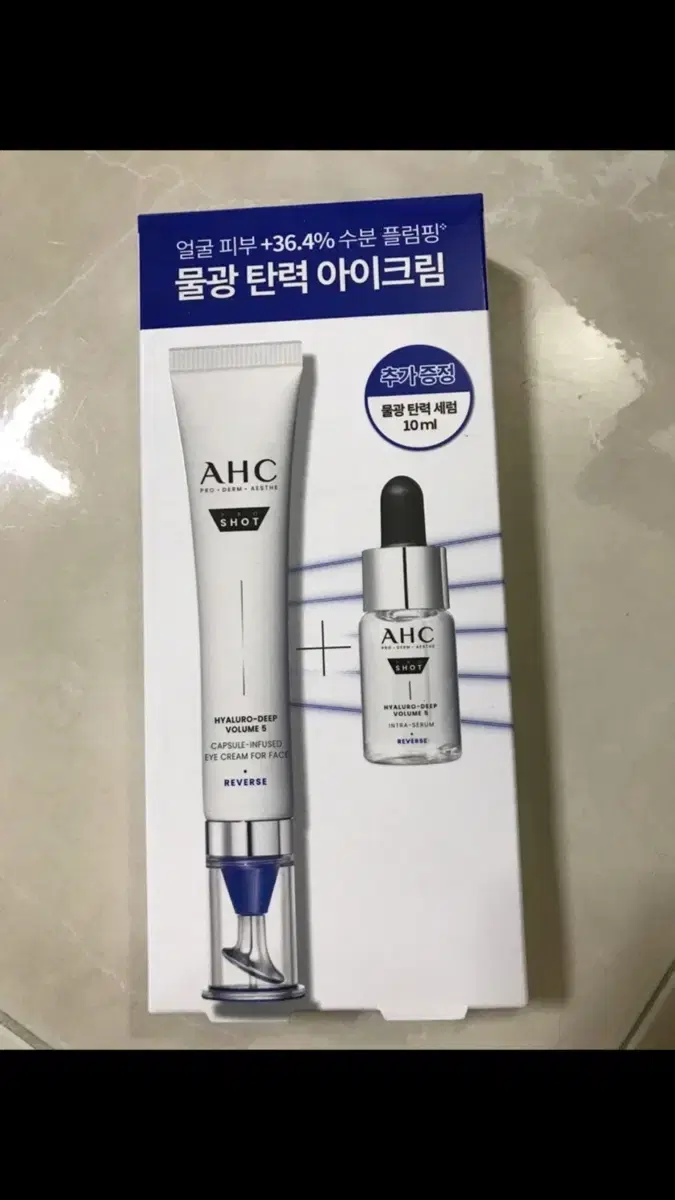 얼굴 피부 +36.4% 수분 플럼핑
물광 탄력 아이크림
추가 증정
물광 탄력 세럼
10 ml
AHC
PRO • DERM • AESTHE
PRO
SHOT
HYALURO-DEEP
VOLUME 5
CAPSULE-INFUSED
EYE CREAM FOR FACE
REVERSE
AHC
PRO • DERM • AESTHE
SHOT
HYALURO-DEEP
VOLUME 5
INTRA-SERUM
REVERSE